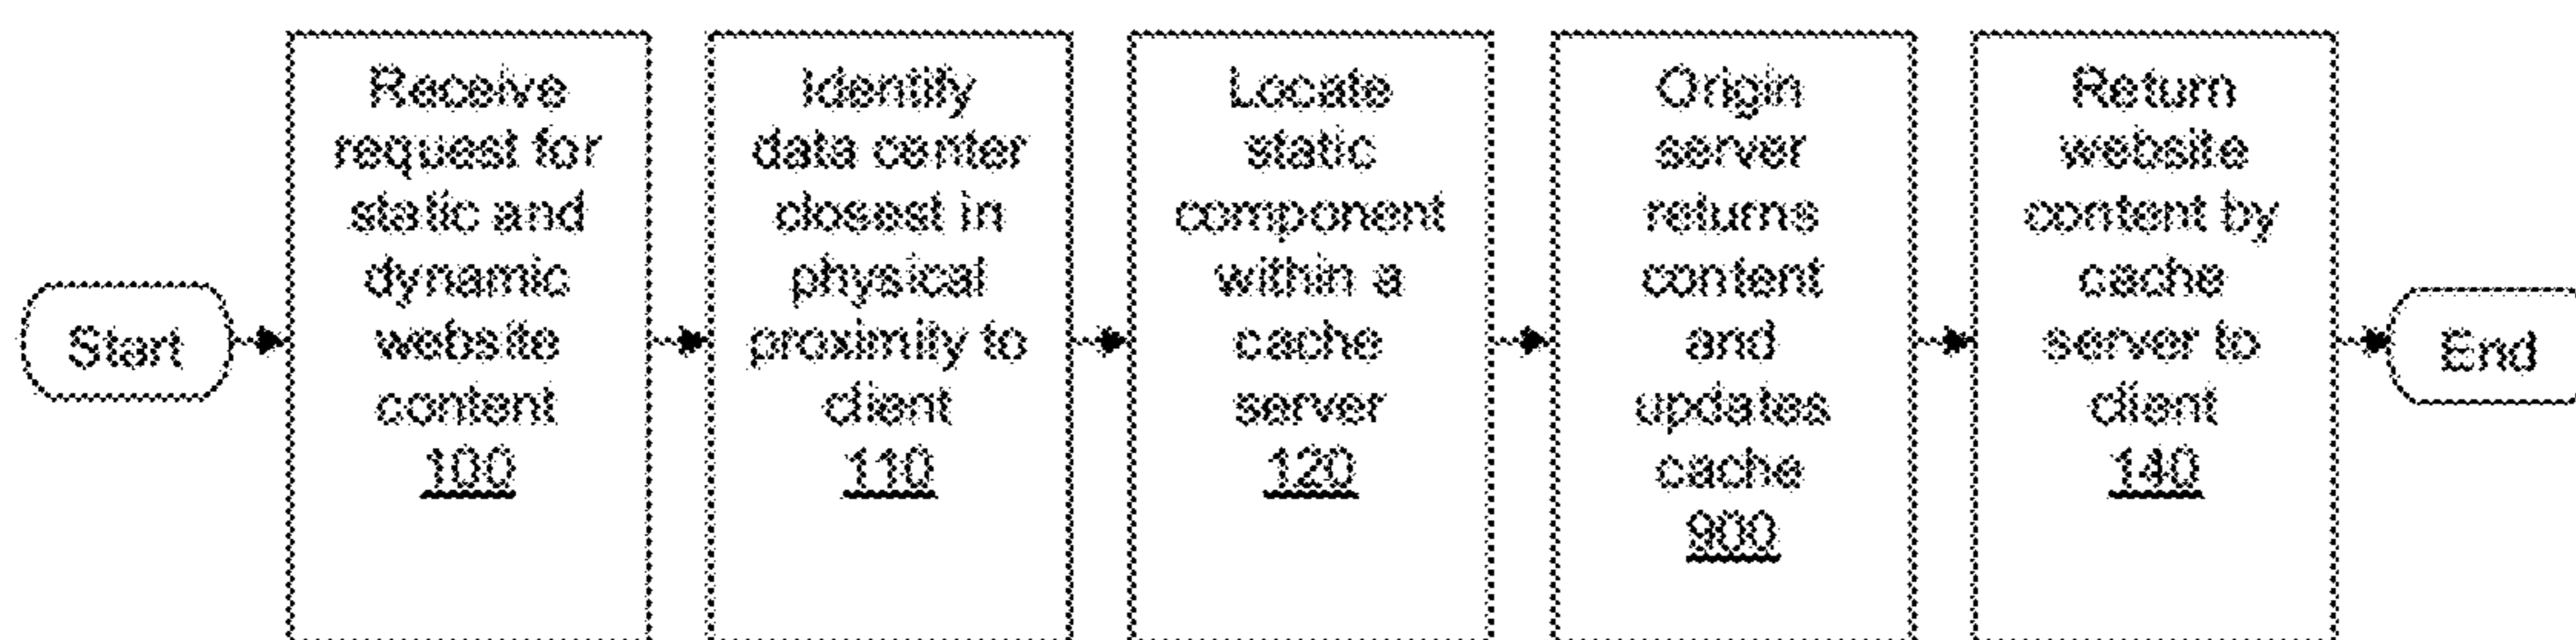 Start
Receive
request for
static and
dynamic
website
content
100
Identify
data center
closest in
physical
proximity to
client
110
Locate
static
component
within a
cache
server
120
Origin
server
returns
content
and
updates
cache
900
Return
website
content by
cache
server to
client
140
End